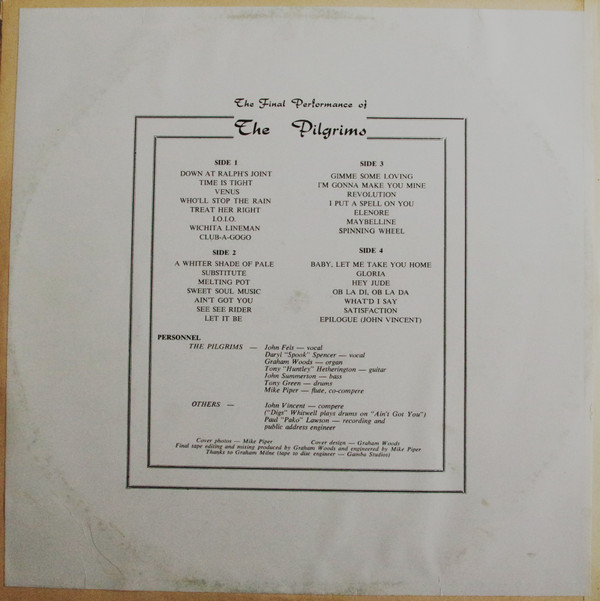 The Final Performance of
The Pilgrims
SIDE 1
DOWN AT RALPH'S JOINT
TIME IS TIGHT
VENUS
WHO'LL STOP THE RAIN
TREAT HER RIGHT
I.O.I.O.
WICHITA LINEMAN
CLUB-A-GOGO
SIDE 2
A WHITER SHADE OF PALE
SUBSTITUTE
MELTING POT
SWEET SOUL MUSIC
AIN'T GOT YOU
SEE SEE RIDER
LET IT BE
SIDE 3
GIMME SOME LOVING
I'M GONNA MAKE YOU MINE
REVOLUTION
I PUT A SPELL ON YOU
ELENORE
MAYBELLINE
SPINNING WHEEL
SIDE 4
BABY, LET ME TAKE YOU HOME
GLORIA
HEY JUDE
OB LA DI, OB LA DA
WHAT'D I SAY
SATISFACTION
EPILOGUE (JOHN VINCENT)
PERSONNEL
THE PILGRIMS — John Feis — vocal
Daryl "Spook" Spencer — vocal
Graham Woods — organ
Tony "Huntley" Hetherington — guitar
John Summerton — bass
Tony Green — drums
Mike Piper — flute, co-compere
OTHERS — John Vincent — compere
("Digs" Whitwell plays drums on "Ain't Got You")
Paul "Pako" Lawson — recording and
public address engineer
Cover photos — Mike Piper Cover design — Graham Woods
Final tape editing and mixing produced by Graham Woods and engineered by Mike Piper
Thanks to Graham Milne (tape to disc engineer — Gamba Studios)